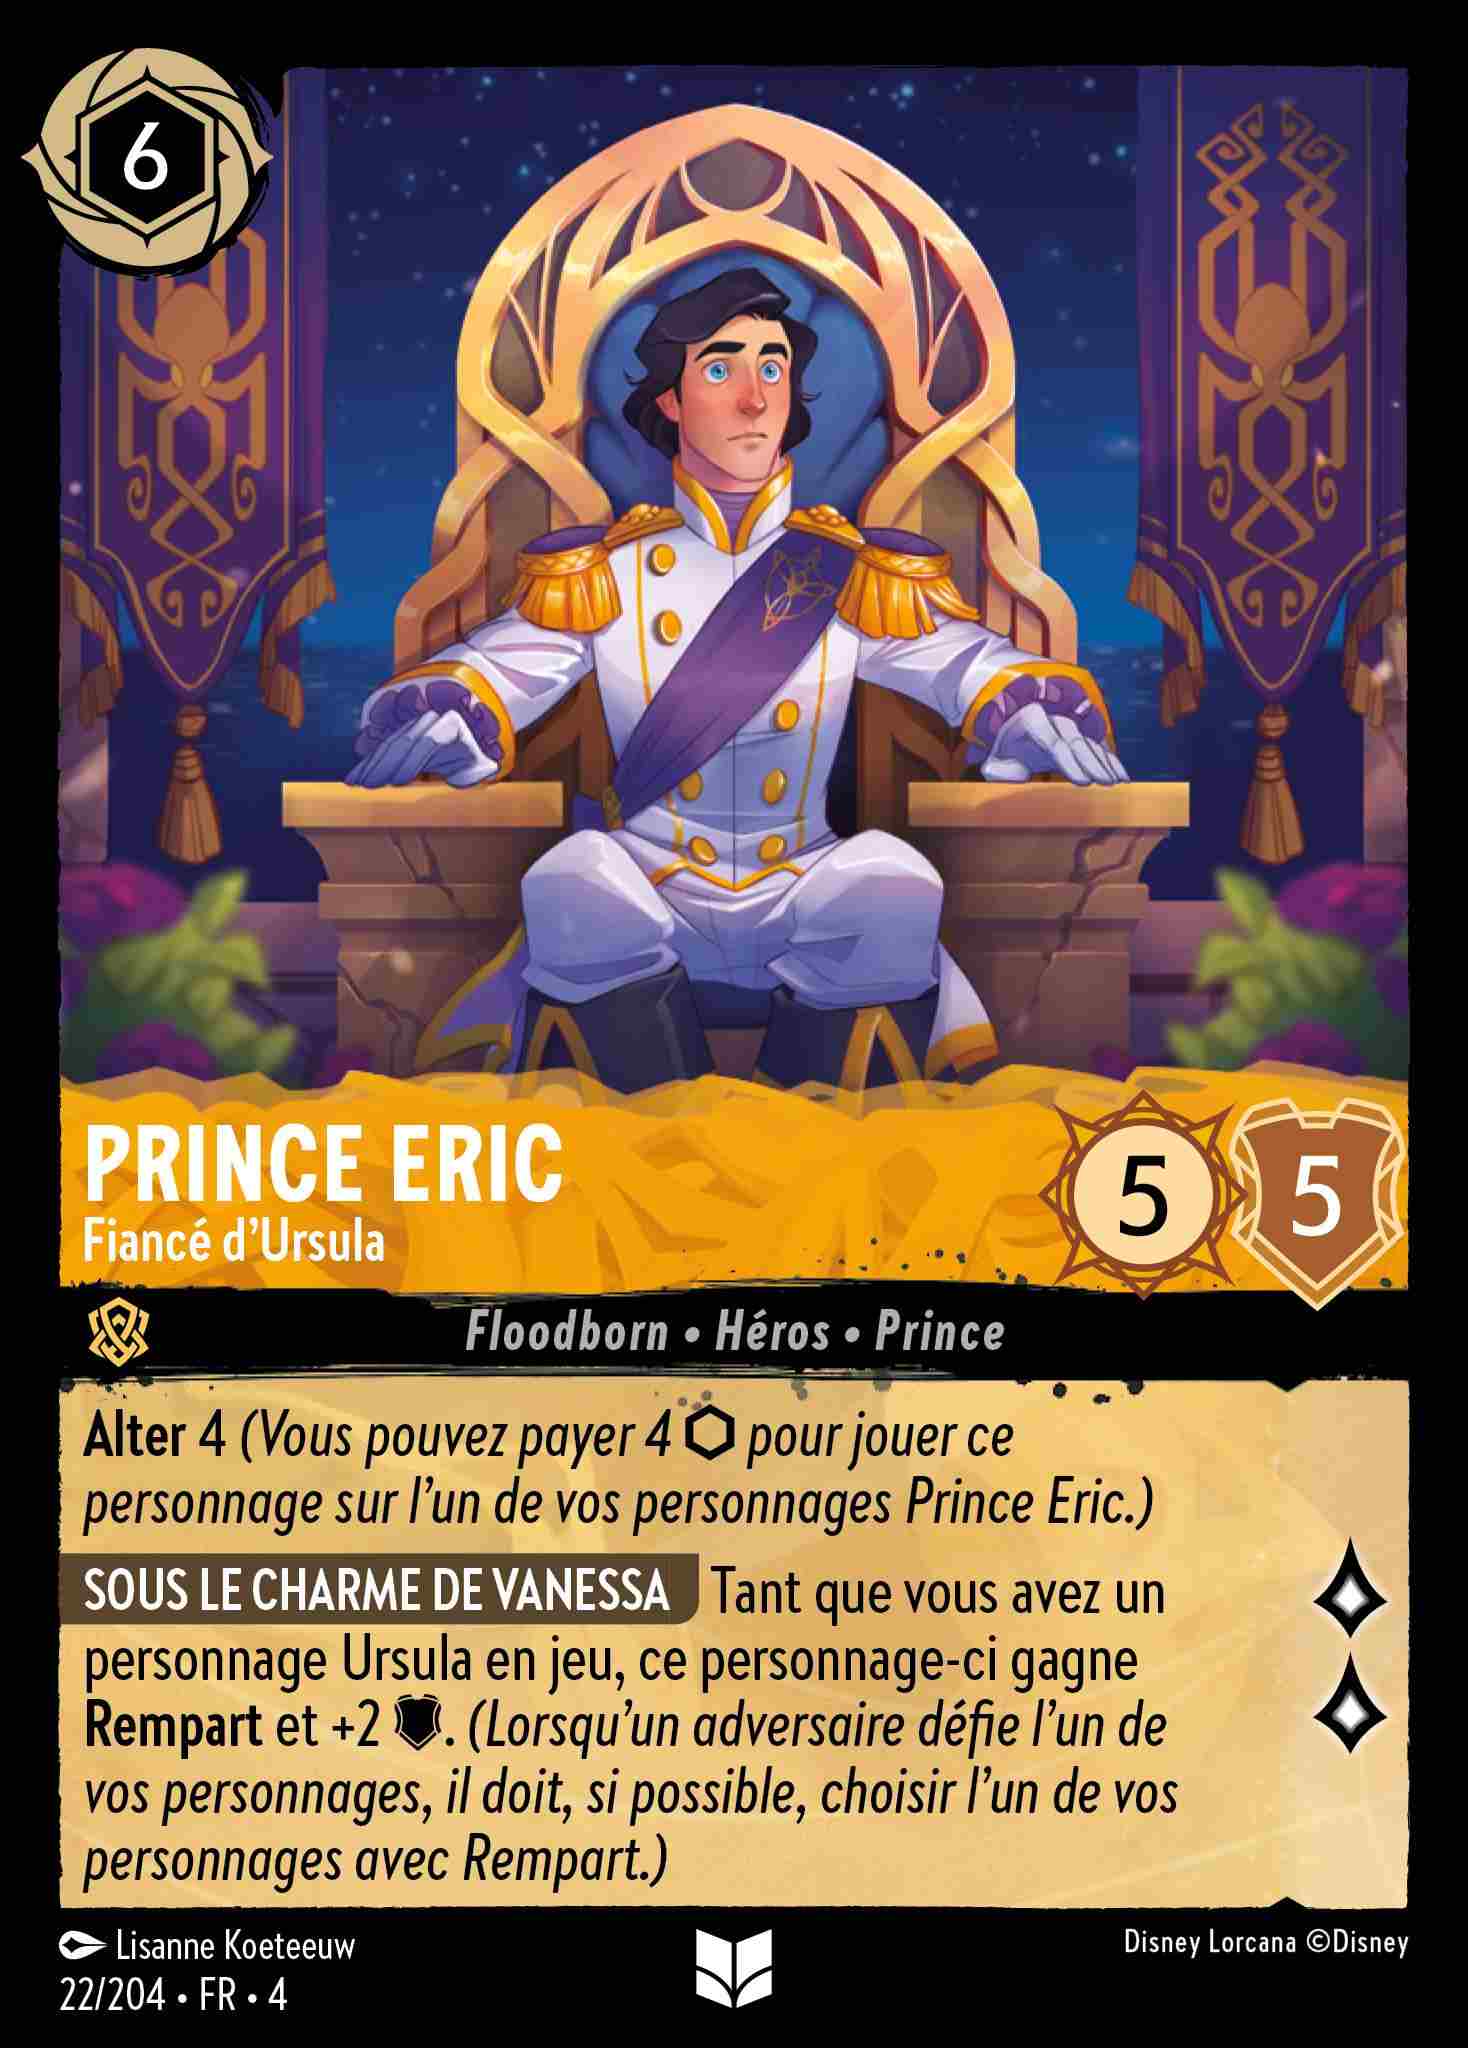 6
PRINCE ERIC
Fiancé d’Ursula
5
5
Floodborn • Héros • Prince
Alter 4 (Vous pouvez payer 4 ⬡ pour jouer ce
personnage sur l’un de vos personnages Prince Eric.)
SOUS LE CHARME DE VANESSA Tant que vous avez un
personnage Ursula en jeu, ce personnage-ci gagne
Rempart et +2 . (Lorsqu’un adversaire défie l’un de
vos personnages, il doit, si possible, choisir l’un de vos
personnages avec Rempart.)
Lisanne Koeteeuw
Disney Lorcana ©Disney
22/204 • FR • 4